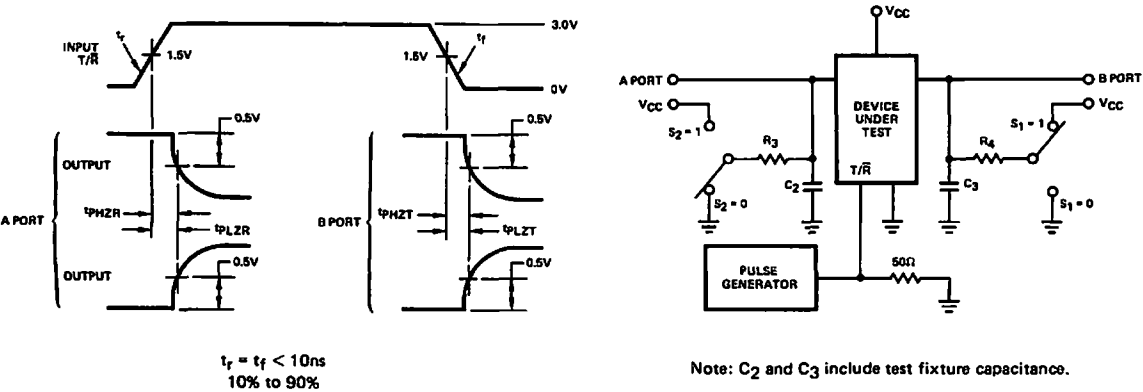 INPUT
T/R̅
tr
1.5V
1.5V
tf
3.0V
0V
0.5V
0.5V
OUTPUT
A PORT
tPHZR
tPLZR
OUTPUT
0.5V
B PORT
tPHZT
tPLZT
0.5V
tr = tf < 10ns
10% to 90%
VCC
A PORT
B PORT
VCC
VCC
DEVICE
UNDER
TEST
T/R̅
S2 = 1
S1 = 1
R3
R4
C2
C3
S2 = 0
S1 = 0
PULSE
GENERATOR
50Ω
Note: C2 and C3 include test fixture capacitance.